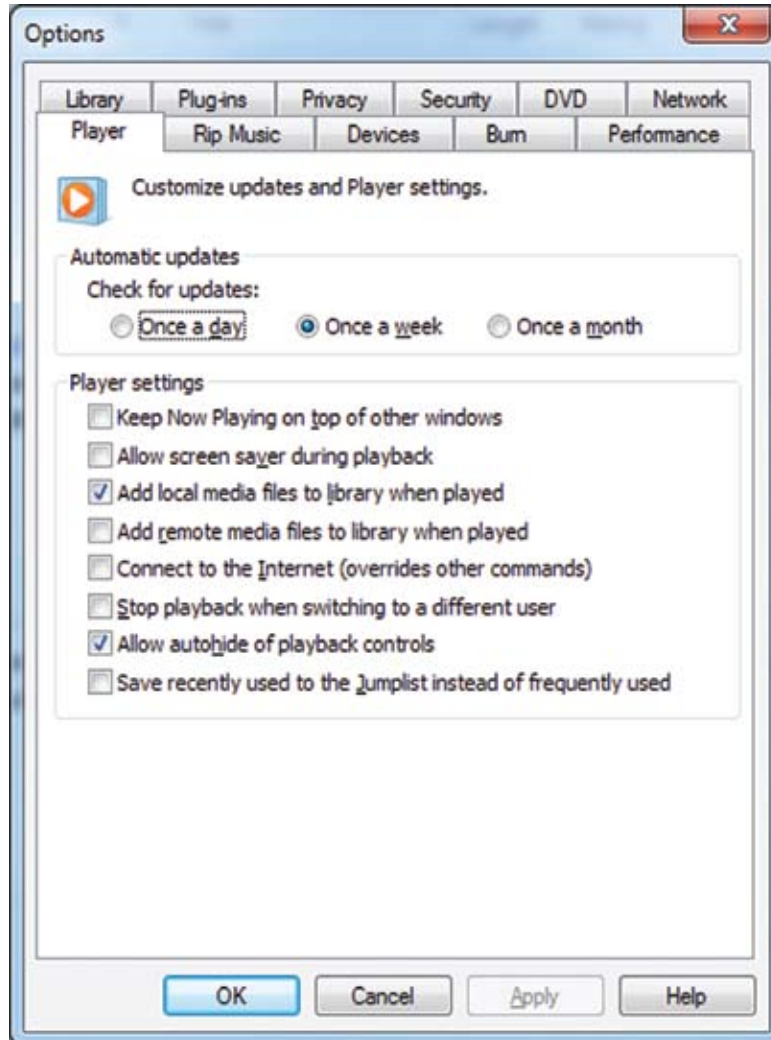 Options
Library Plug-ins Privacy Security DVD Network
Player Rip Music Devices Burn Performance
Customize updates and Player settings.
Automatic updates
Check for updates:
Once a day Once a week Once a month
Player settings
Keep Now Playing on top of other windows
Allow screen saver during playback
Add local media files to library when played
Add remote media files to library when played
Connect to the Internet (overrides other commands)
Stop playback when switching to a different user
Allow autohide of playback controls
Save recently used to the Jumplist instead of frequently used
OK Cancel Apply Help